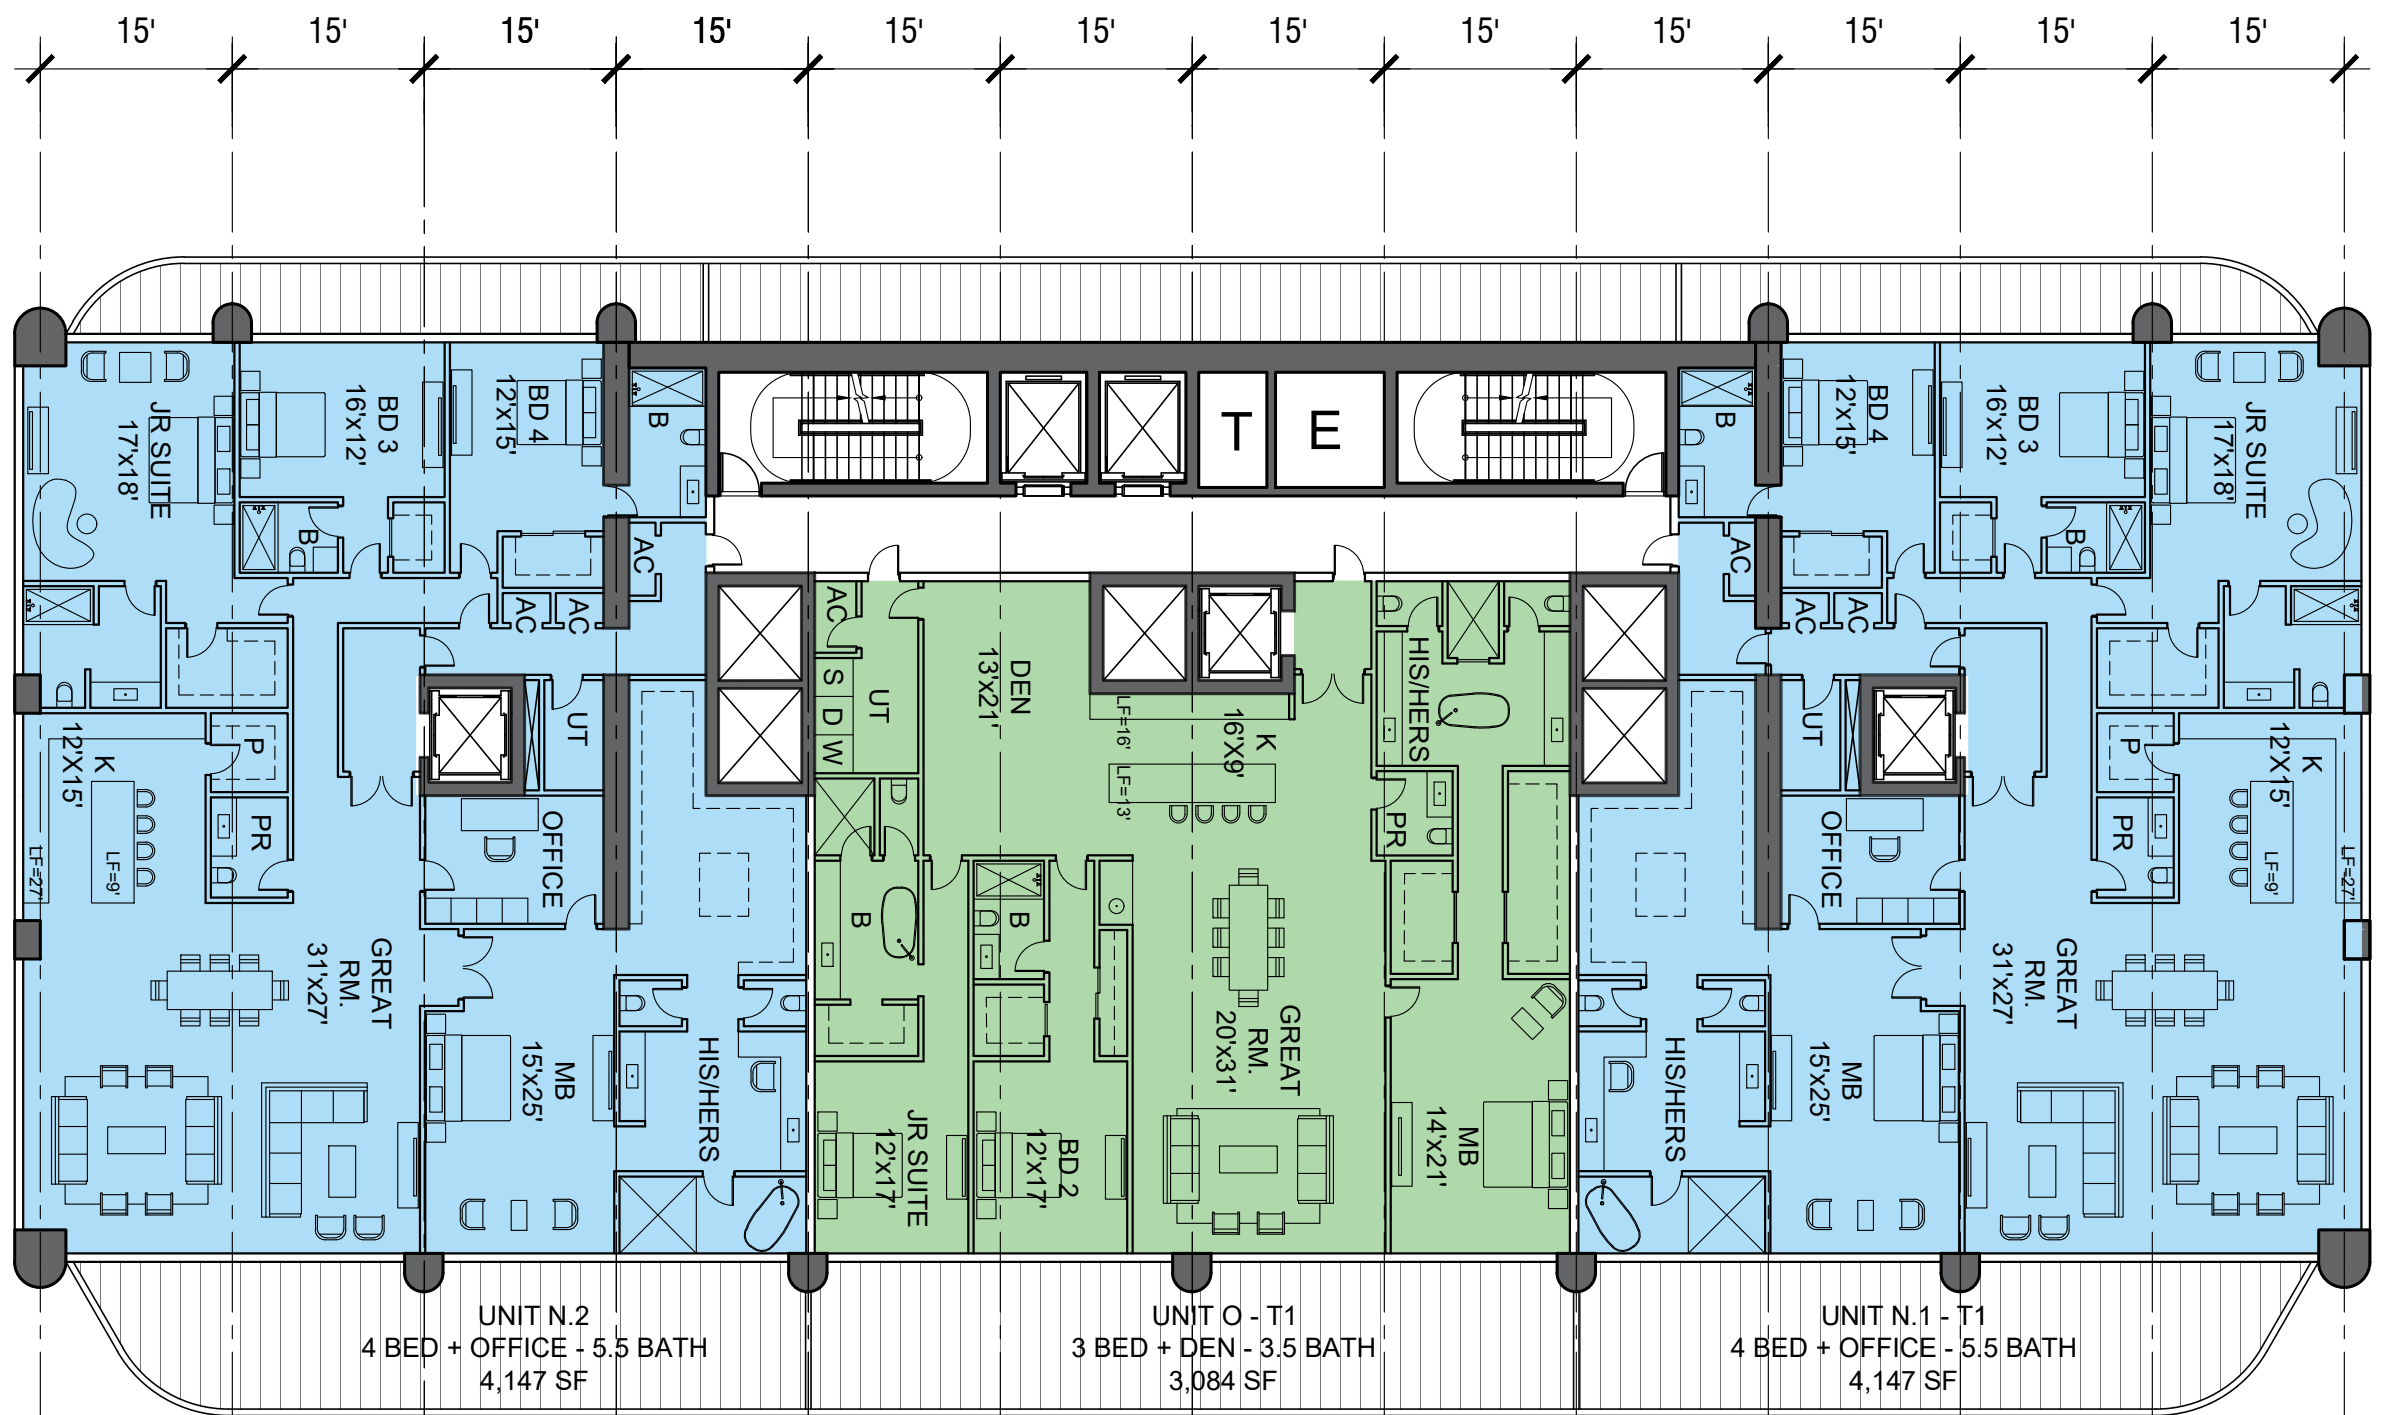 15' 15' 15' 15' 15' 15' 15' 15' 15' 15' 15' 15'
JR SUITE
17'x18'
BD 3
16'x12'
BD 4
12'x15'
B
B
AC
AC
AC
UT
P
K
12'X15'
LF=27'
LF=9'
PR
OFFICE
GREAT
RM.
31'x27'
MB
15'x25'
HIS/HERS
T
E
AC
S
D
W
UT
DEN
13'x21'
LF=16'
K
16'X9'
LF=13'
HIS/HERS
PR
B
B
GREAT
RM.
20'x31'
JR SUITE
12'x17'
BD 2
12'x17'
MB
14'x21'
B
BD 4
12'x15'
BD 3
16'x12'
JR SUITE
17'x18'
B
AC
AC
AC
UT
P
K
12'X15'
LF=9'
LF=27'
PR
OFFICE
GREAT
RM.
31'x27'
MB
15'x25'
HIS/HERS
UNIT N.2
4 BED + OFFICE - 5.5 BATH
4,147 SF
UNIT O - T1
3 BED + DEN - 3.5 BATH
3,084 SF
UNIT N.1 - T1
4 BED + OFFICE - 5.5 BATH
4,147 SF